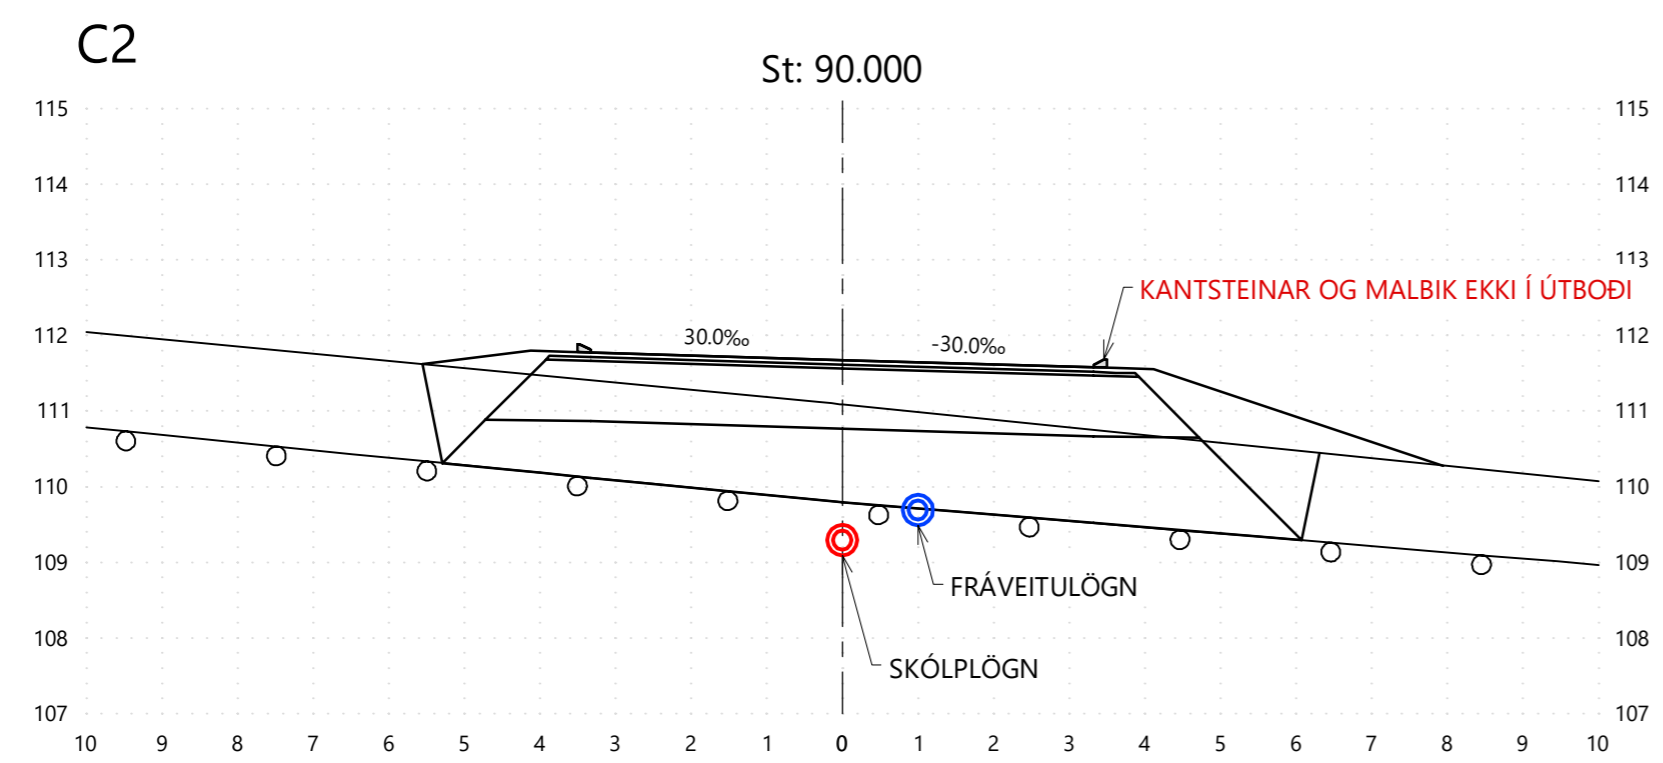 C2
St: 90.000
115 115
114 114
113 113
KANTSTEINAR OG MALBIK EKKI Í ÚTBOÐI
112 30.0‰ -30.0‰ 112
111 111
110 110
109 109
FRÁVEITULÖGN
108 108
SKÓLPLÖGN
107 107
10 9 8 7 6 5 4 3 2 1 0 1 2 3 4 5 6 7 8 9 10